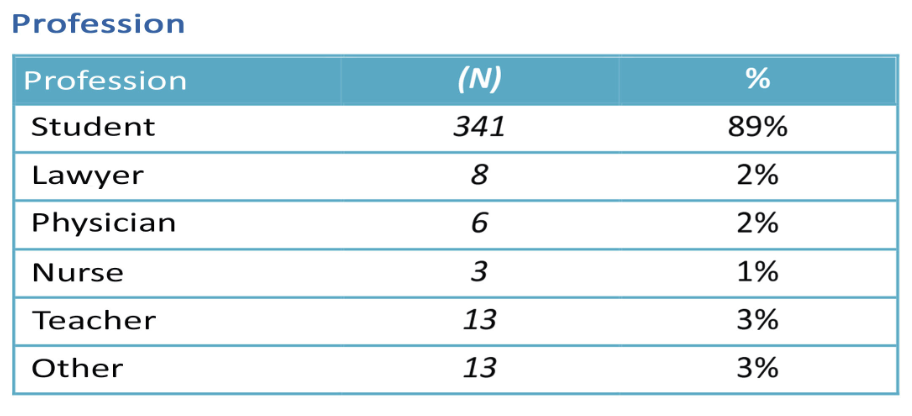 Profession
Profession (N) %
Student 341 89%
Lawyer 8 2%
Physician 6 2%
Nurse 3 1%
Teacher 13 3%
Other 13 3%